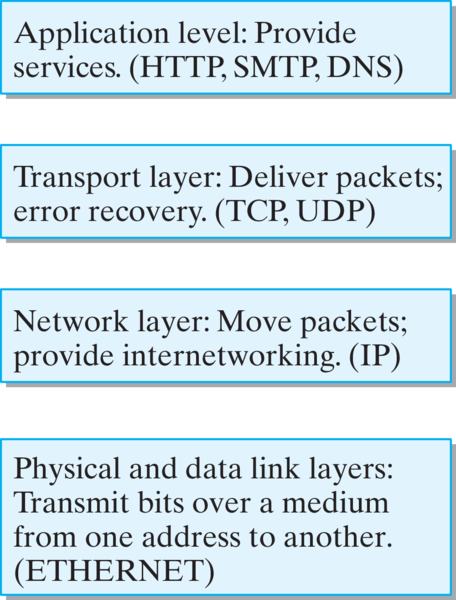 Application level: Provide
services. (HTTP, SMTP, DNS)
Transport layer: Deliver packets;
error recovery. (TCP, UDP)
Network layer: Move packets;
provide internetworking. (IP)
Physical and data link layers:
Transmit bits over a medium
from one address to another.
(ETHERNET)